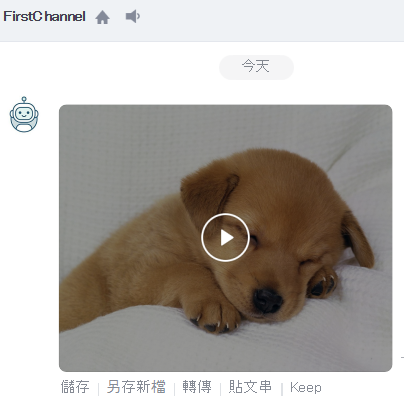 FirstChannel
今天
儲存 | 另存新檔 | 轉傳 | 貼文串 | Keep